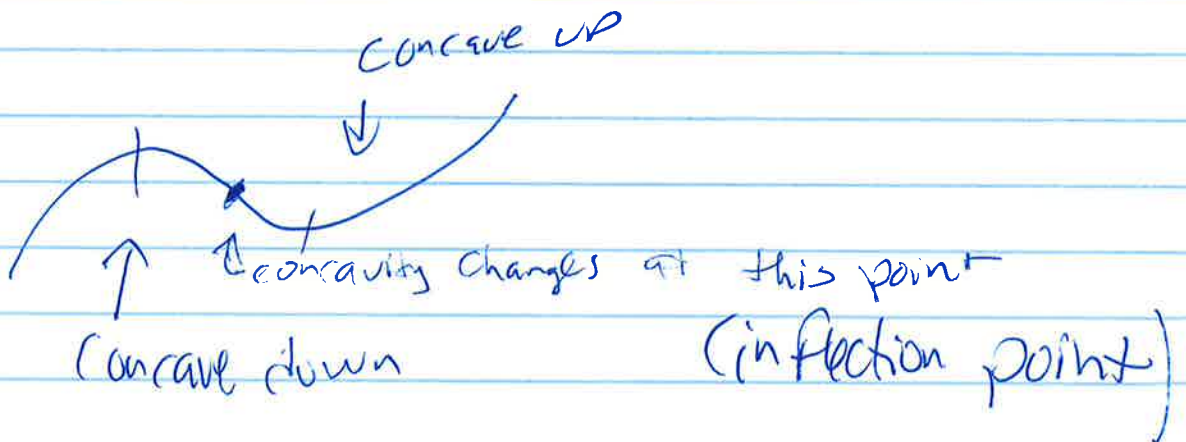 Concave up
concavity changes at this point
Concave down
(inflection point)